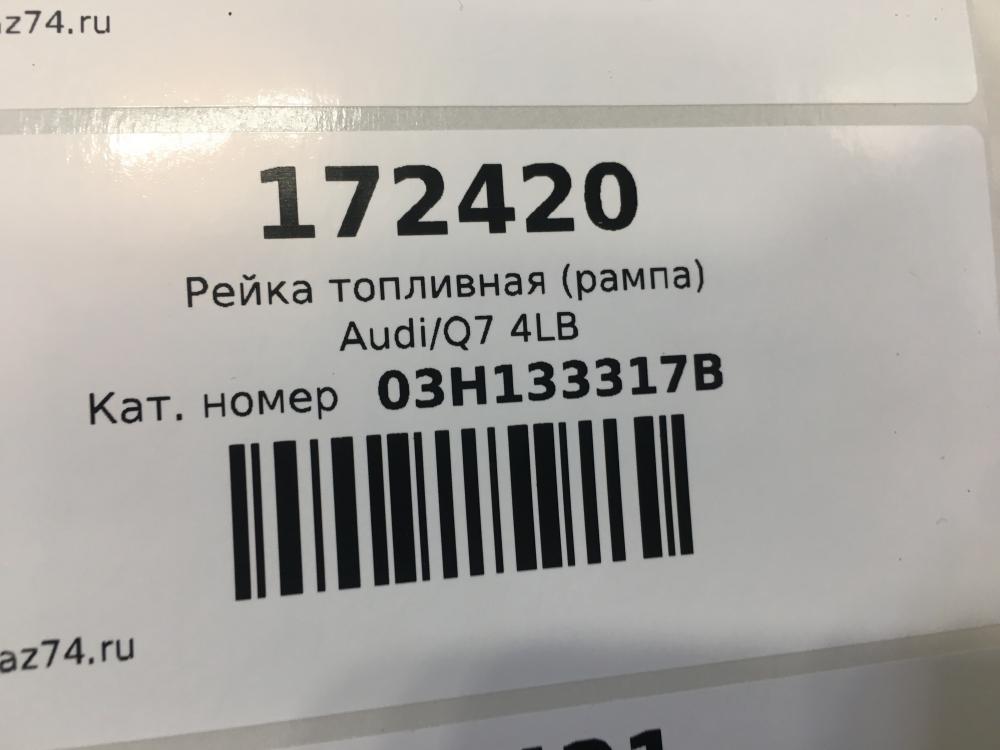 az74.ru
172420
Рейка топливная (рампа)
Audi/Q7 4LB
Кат. номер 03H133317B
az74.ru